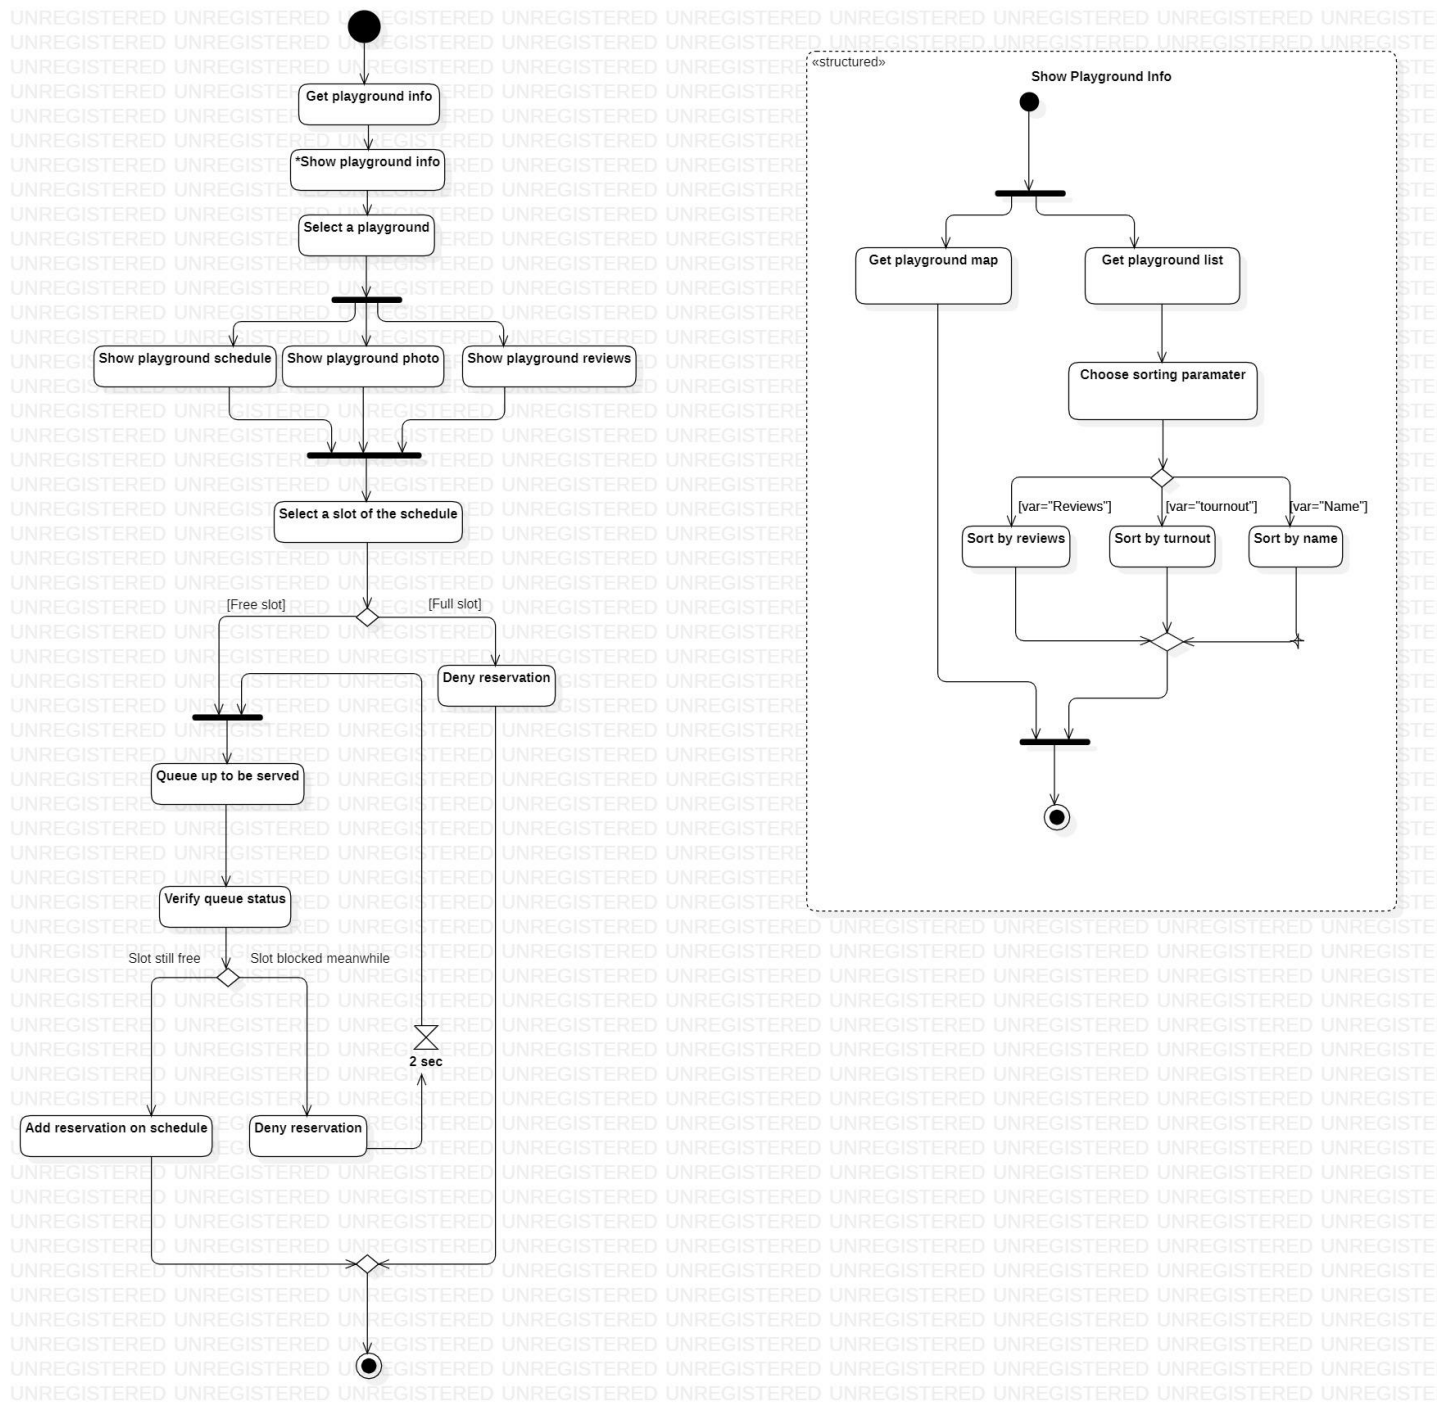 Get playground info
*Show playground info
Select a playground
Show playground schedule
Show playground photo
Show playground reviews
Select a slot of the schedule
[Free slot]
[Full slot]
Deny reservation
Queue up to be served
Verify queue status
Slot still free
Slot blocked meanwhile
2 sec
Add reservation on schedule
Deny reservation
«structured»
Show Playground Info
Get playground map
Get playground list
Choose sorting paramater
[var="Reviews"]
[var="tournout"]
[var="Name"]
Sort by reviews
Sort by turnout
Sort by name
UNREGISTERED